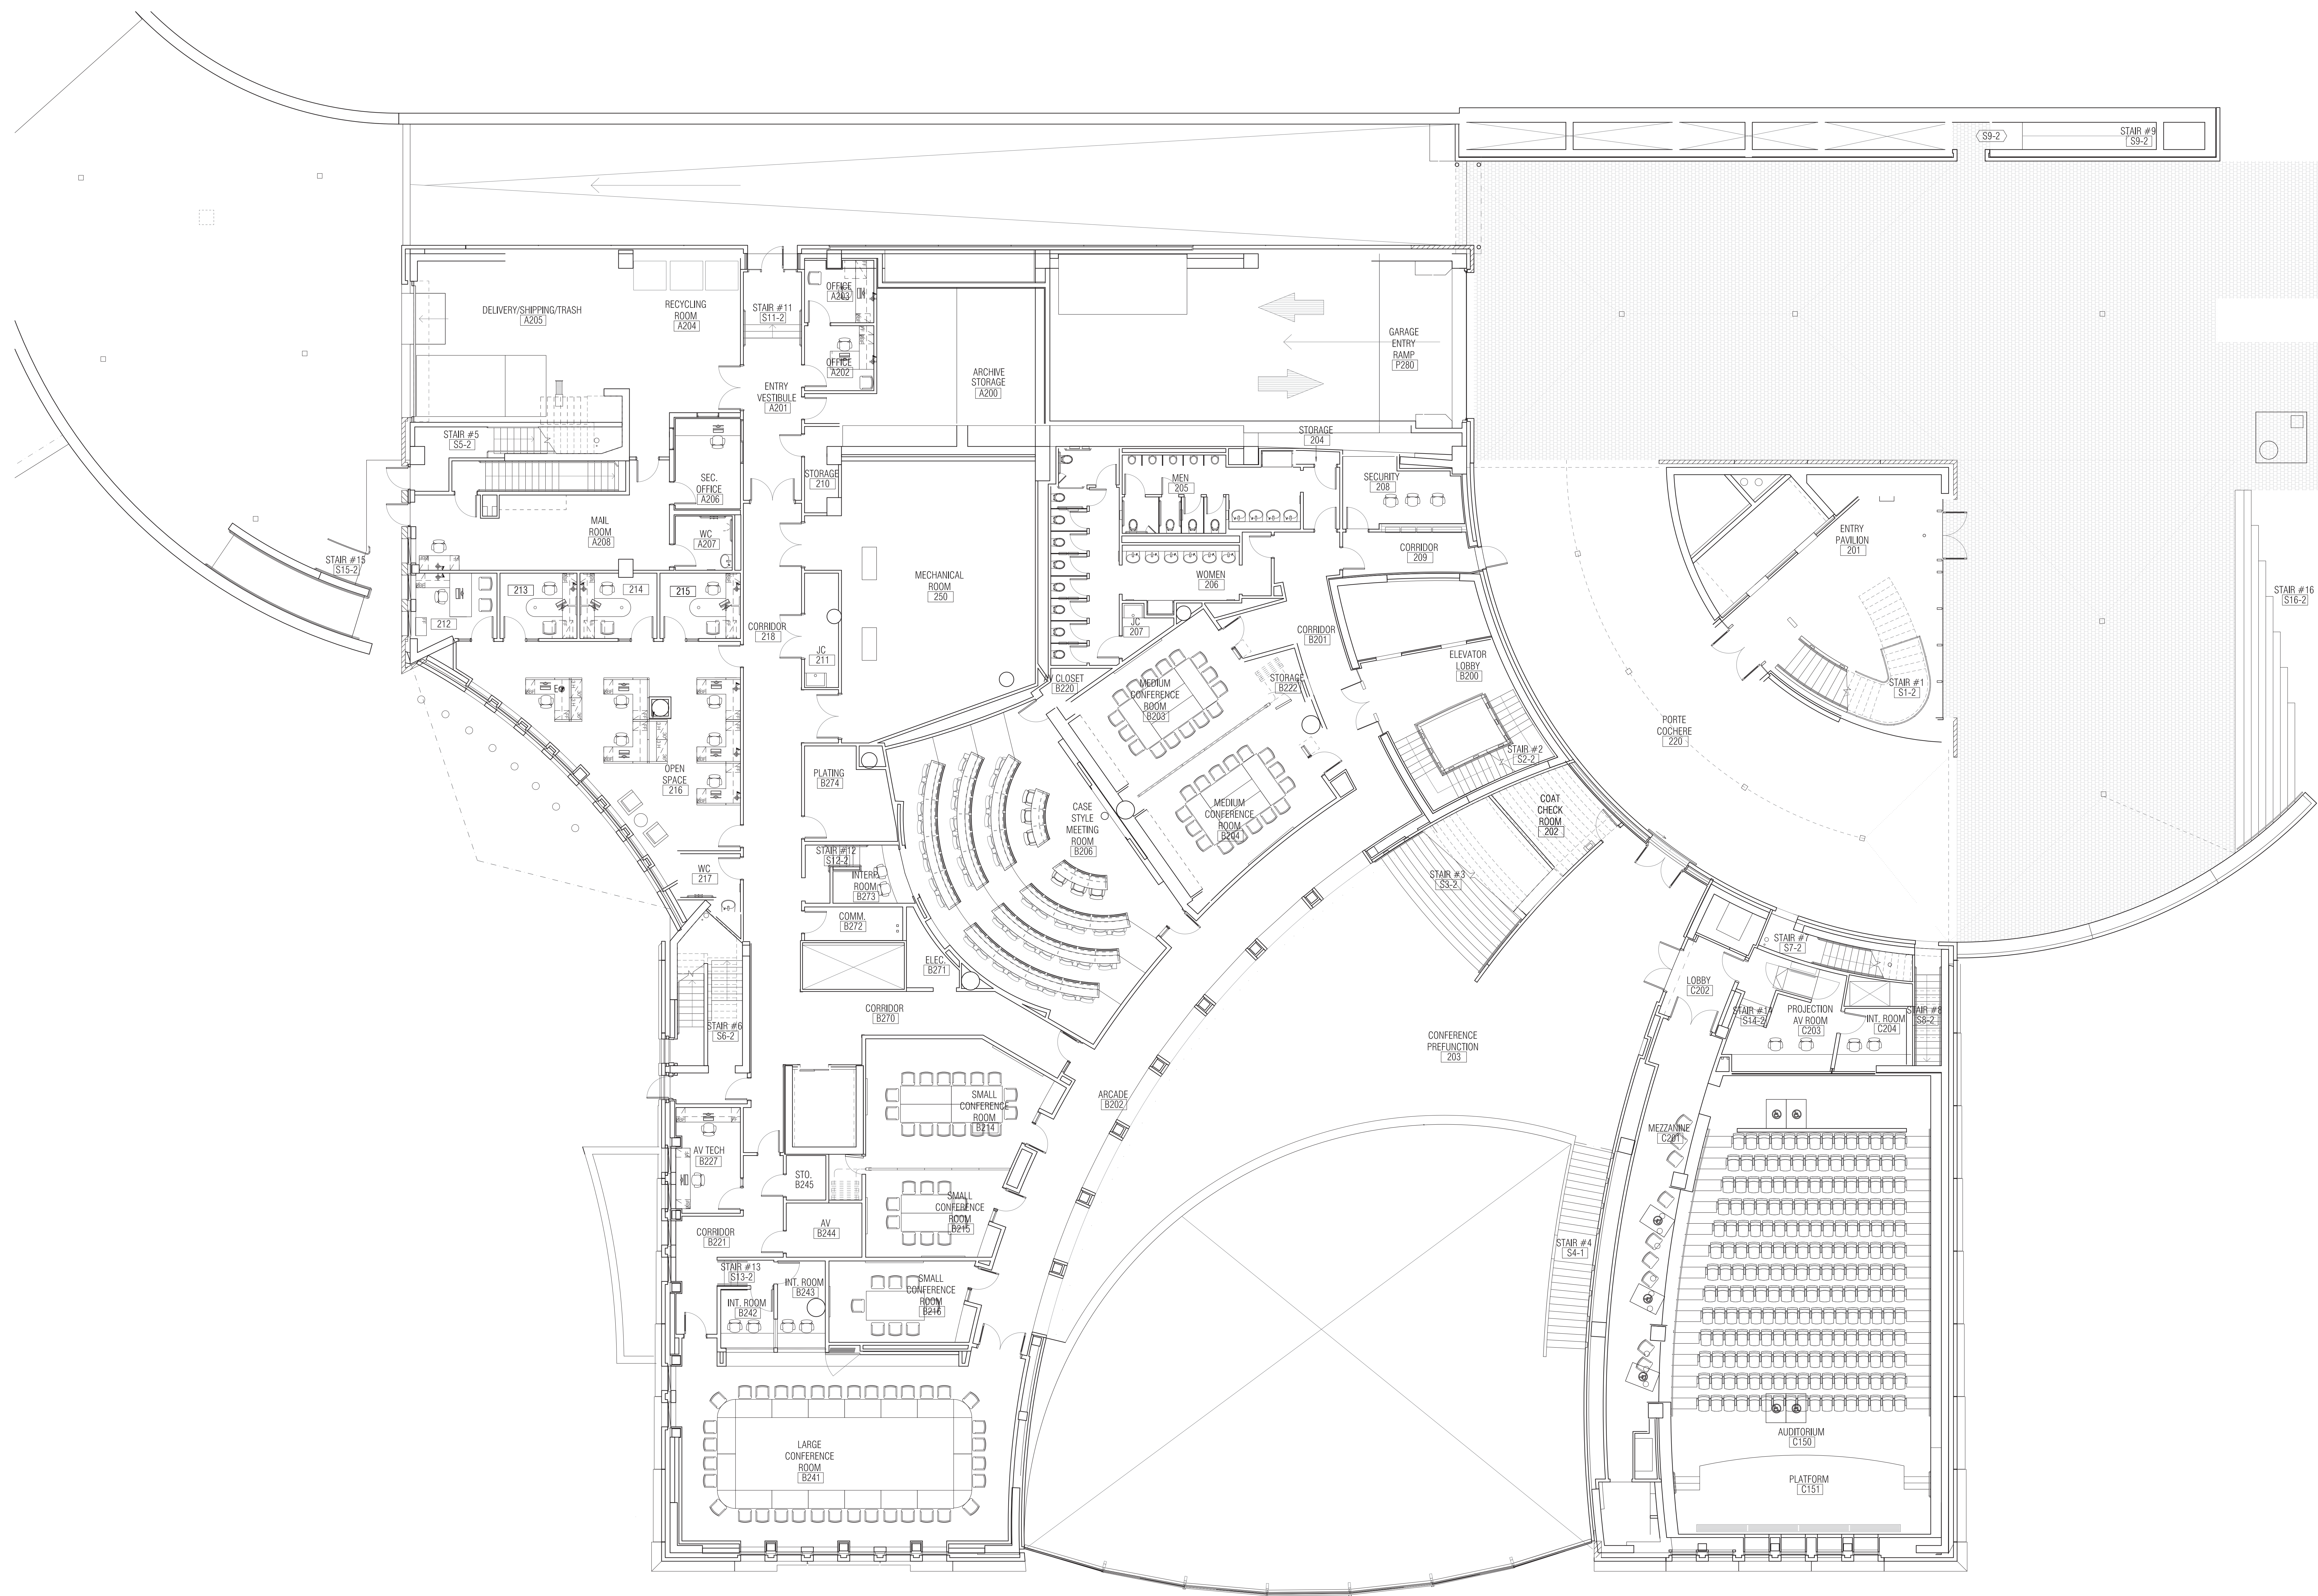 STAIR #9
S9-2
S9-2
DELIVERY/SHIPPING/TRASH
A205
RECYCLING
ROOM
A204
STAIR #11
S11-2
OFFICE
A203
OFFICE
A202
ENTRY
VESTIBULE
A201
ARCHIVE
STORAGE
A200
GARAGE
ENTRY
RAMP
P280
STAIR #5
S5-2
SEC.
OFFICE
A206
STORAGE
210
STORAGE
204
MEN
205
SECURITY
208
MAIL
ROOM
A208
WC
A207
CORRIDOR
209
ENTRY
PAVILION
201
STAIR #15
S15-2
MECHANICAL
ROOM
250
WOMEN
206
STAIR #16
S16-2
212
213
214
215
CORRIDOR
218
JC
207
CORRIDOR
B201
JC
211
ELEVATOR
LOBBY
B200
V CLOSET
B220
MEDIUM
CONFERENCE
ROOM
B203
STORAGE
B222
STAIR #1
S1-2
EQ
PORTE
COCHERE
220
STAIR #2
S2-2
OPEN
SPACE
216
PLATING
B274
CASE
STYLE
MEETING
ROOM
B206
MEDIUM
CONFERENCE
ROOM
B204
COAT
CHECK
ROOM
202
STAIR #12
S12-2
WC
217
INTERP.
ROOM
B273
STAIR #3
S3-2
COMM.
B272
STAIR #7
S7-2
ELEC.
B271
LOBBY
C202
CORRIDOR
B270
STAIR #6
S6-2
STAIR #14
S14-2
PROJECTION
AV ROOM
C203
INT. ROOM
C204
STAIR #8
S8-2
CONFERENCE
PREFUNCTION
203
SMALL
CONFERENCE
ROOM
B214
ARCADE
B202
MEZZANINE
C201
AV TECH
B227
STO.
B245
SMALL
CONFERENCE
ROOM
B215
CORRIDOR
B221
AV
B244
STAIR #4
S4-1
STAIR #13
S13-2
INT. ROOM
B243
SMALL
CONFERENCE
ROOM
B216
INT. ROOM
B242
LARGE
CONFERENCE
ROOM
B241
AUDITORIUM
C150
PLATFORM
C151